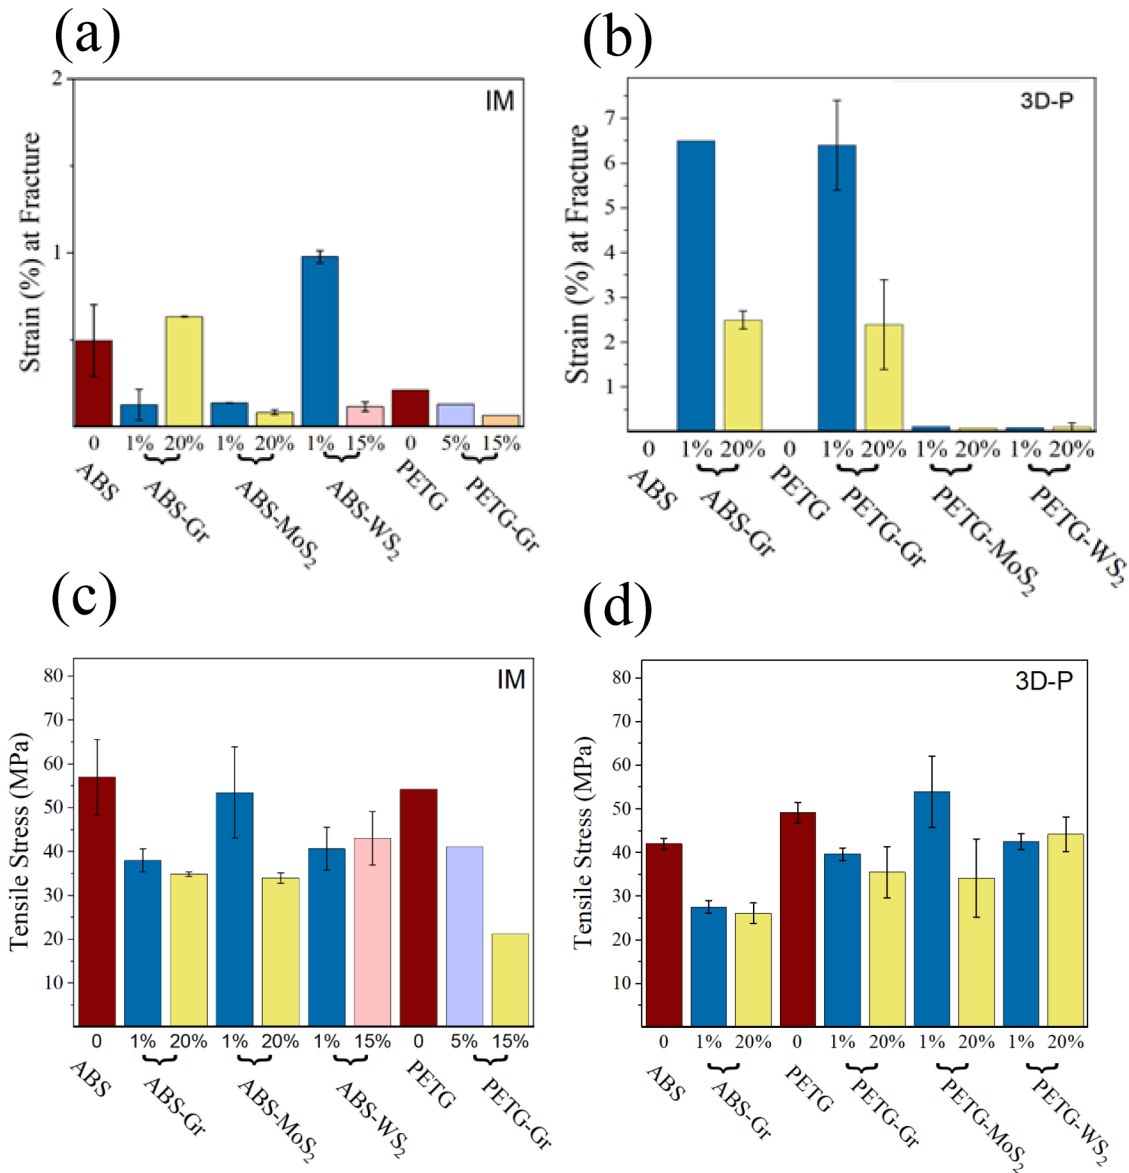 (a)
IM
Strain (%) at Fracture
2
1
0 1% 20% 1% 20% 1% 15% 0 5% 15%
ABS ABS-Gr ABS-MoS₂ ABS-WS₂ PETG PETG-Gr
(b)
3D-P
Strain (%) at Fracture
7
6
5
4
3
2
1
0 1% 20% 0 1% 20% 1% 20% 1% 20%
ABS ABS-Gr PETG PETG-Gr PETG-MoS₂ PETG-WS₂
(c)
IM
Tensile Stress (MPa)
80
70
60
50
40
30
20
10
0 1% 20% 1% 20% 1% 15% 0 5% 15%
ABS ABS-Gr ABS-MoS₂ ABS-WS₂ PETG PETG-Gr
(d)
3D-P
Tensile Stress (MPa)
80
70
60
50
40
30
20
10
0 1% 20% 0 1% 20% 1% 20% 1% 20%
ABS ABS-Gr PETG PETG-Gr PETG-MoS₂ PETG-WS₂